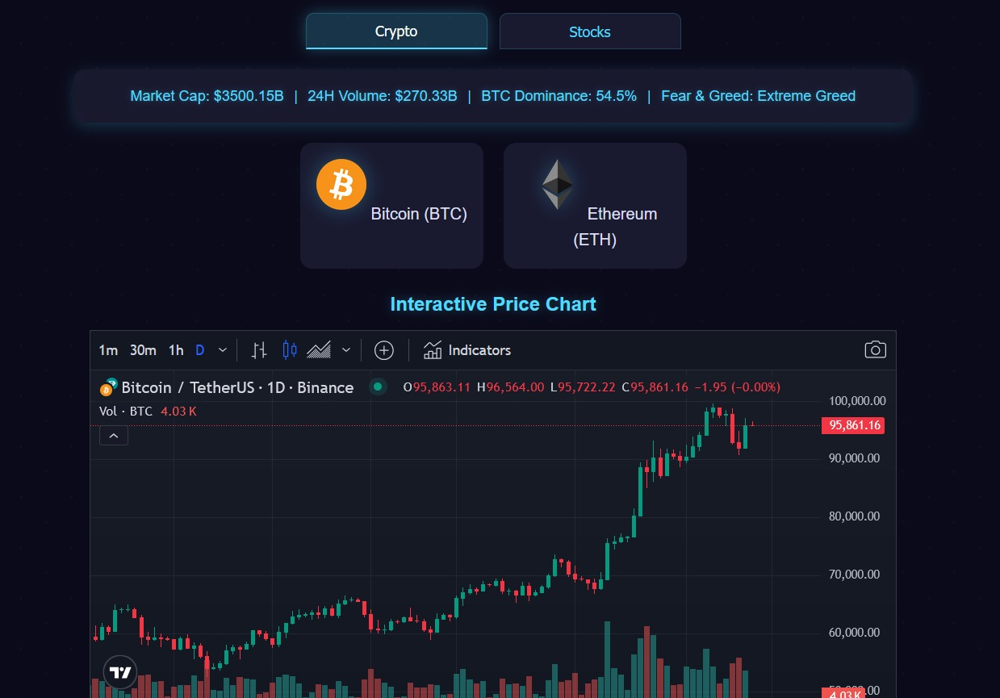 Crypto
Stocks
Market Cap: $3500.15B | 24H Volume: $270.33B | BTC Dominance: 54.5% | Fear & Greed: Extreme Greed
Bitcoin (BTC)
Ethereum
(ETH)
Interactive Price Chart
1m 30m 1h D Indicators
Bitcoin / TetherUS · 1D · Binance O95,863.11 H96,564.00 L95,722.22 C95,861.16 −1.95 (−0.00%)
100,000.00
Vol · BTC 4.03 K
95,861.16
90,000.00
80,000.00
70,000.00
60,000.00
50,000.00
4.03 K